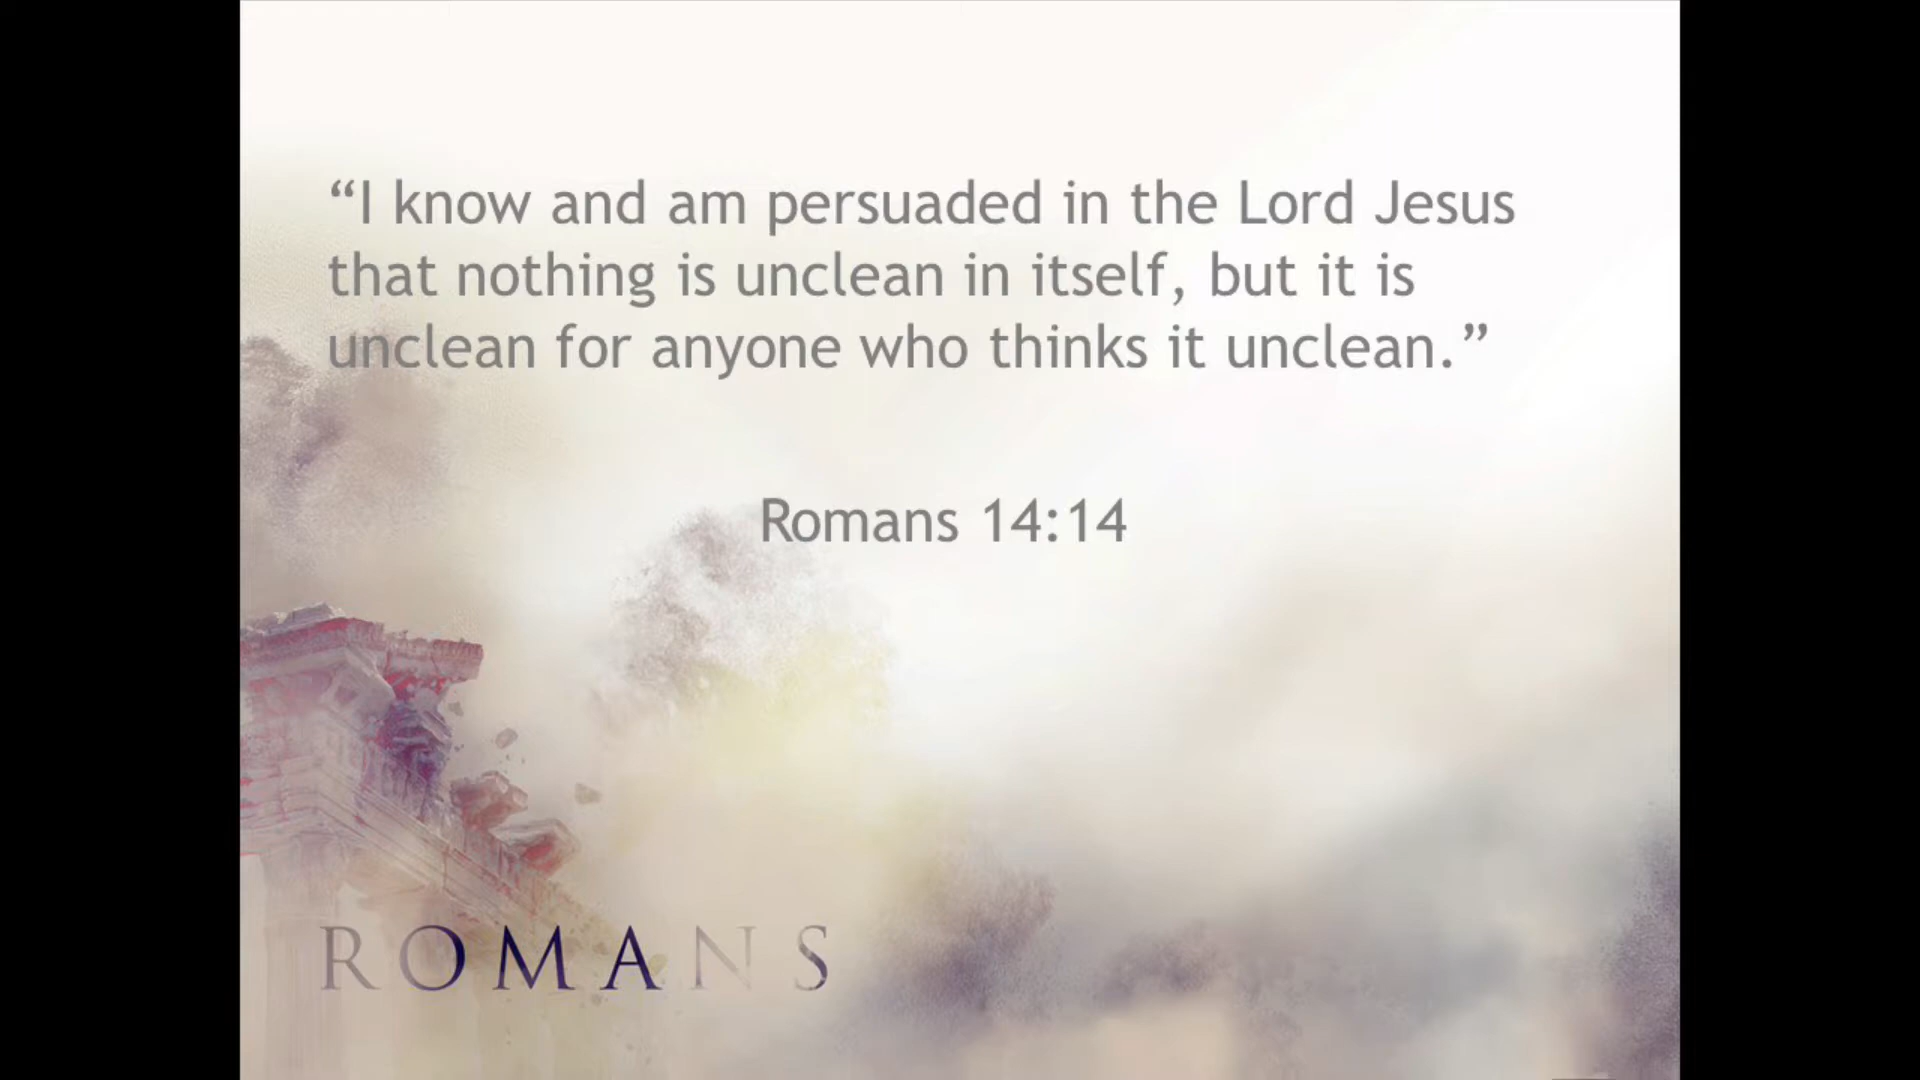 “I know and am persuaded in the Lord Jesus
that nothing is unclean in itself, but it is
unclean for anyone who thinks it unclean.”
Romans 14:14
ROMANS